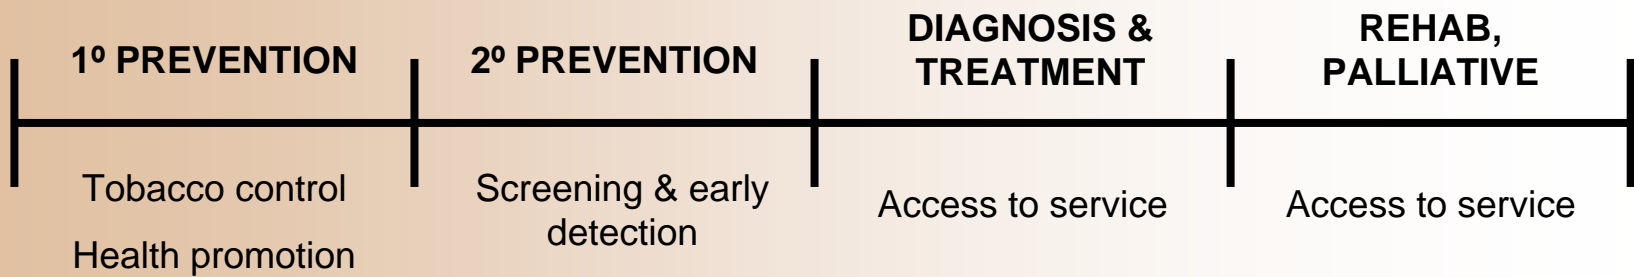 1º PREVENTION
2º PREVENTION
DIAGNOSIS &
TREATMENT
REHAB,
PALLIATIVE
Tobacco control
Health promotion
Screening & early
detection
Access to service
Access to service